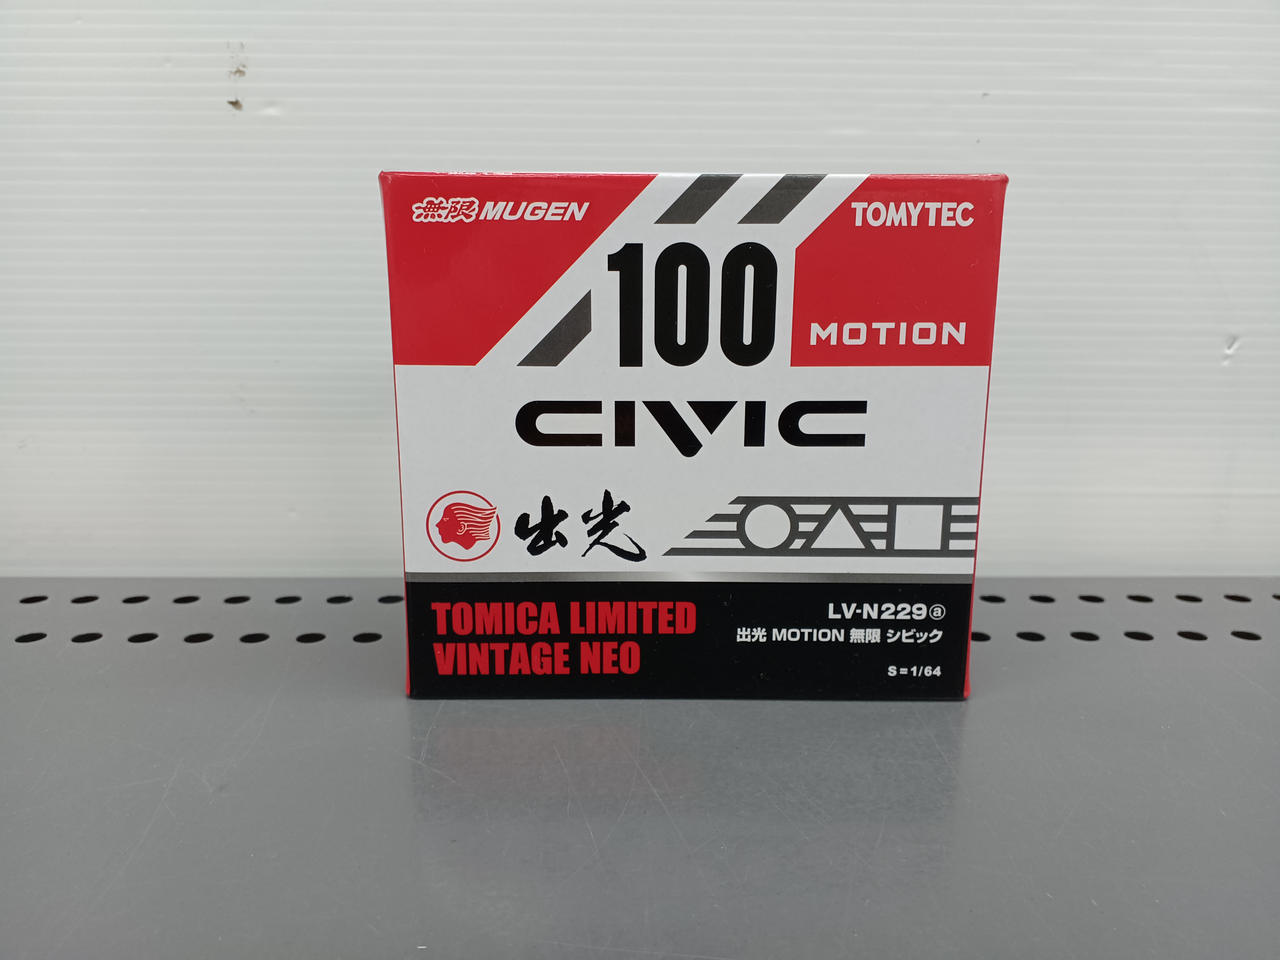 無限 MUGEN
TOMYTEC
100
MOTION
CIVIC
出光
TOMICA LIMITED
VINTAGE NEO
LV-N229ⓐ
出光 MOTION 無限 シビック
S=1/64